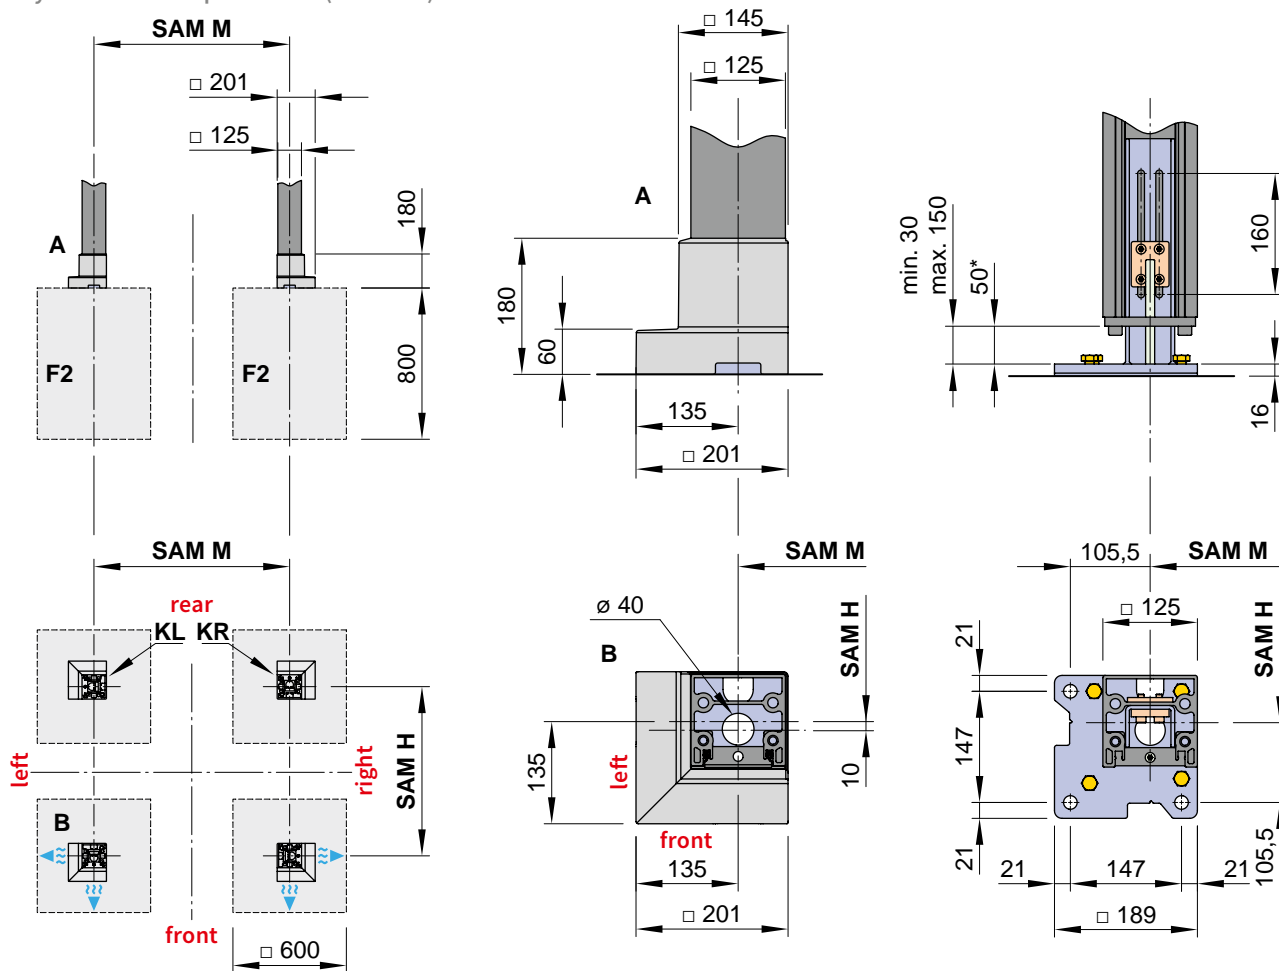 SAM M
□ 201
□ 125
A
180
F2
F2
800
□ 145
□ 125
A
180
60
135
□ 201
min. 30
max. 150
50*
160
16
SAM M
rear
KL KR
left
right
SAM H
B
front
□ 600
SAM M
ø 40
B
SAM H
135
left
10
front
135
□ 201
105,5
SAM M
□ 125
21
SAM H
147
21
105,5
21
147
21
□ 189